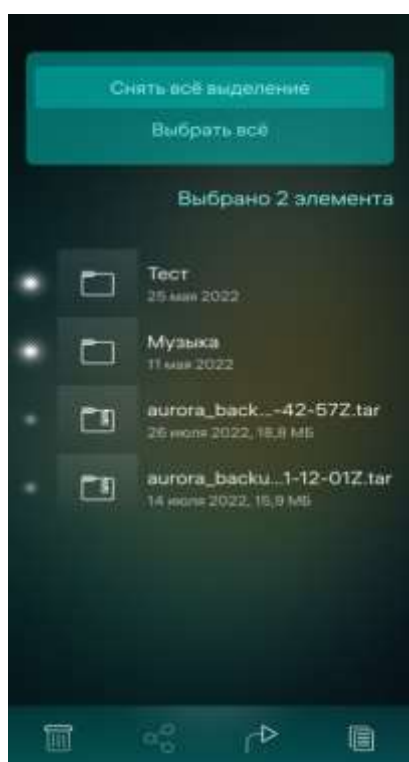 Снять всё выделение
Выбрать всё
Выбрано 2 элемента
Тест
25 мая 2022
Музыка
11 мая 2022
aurora_back...-42-57Z.tar
26 июля 2022, 18,8 МБ
aurora_backu...1-12-01Z.tar
14 июля 2022, 15,9 МБ